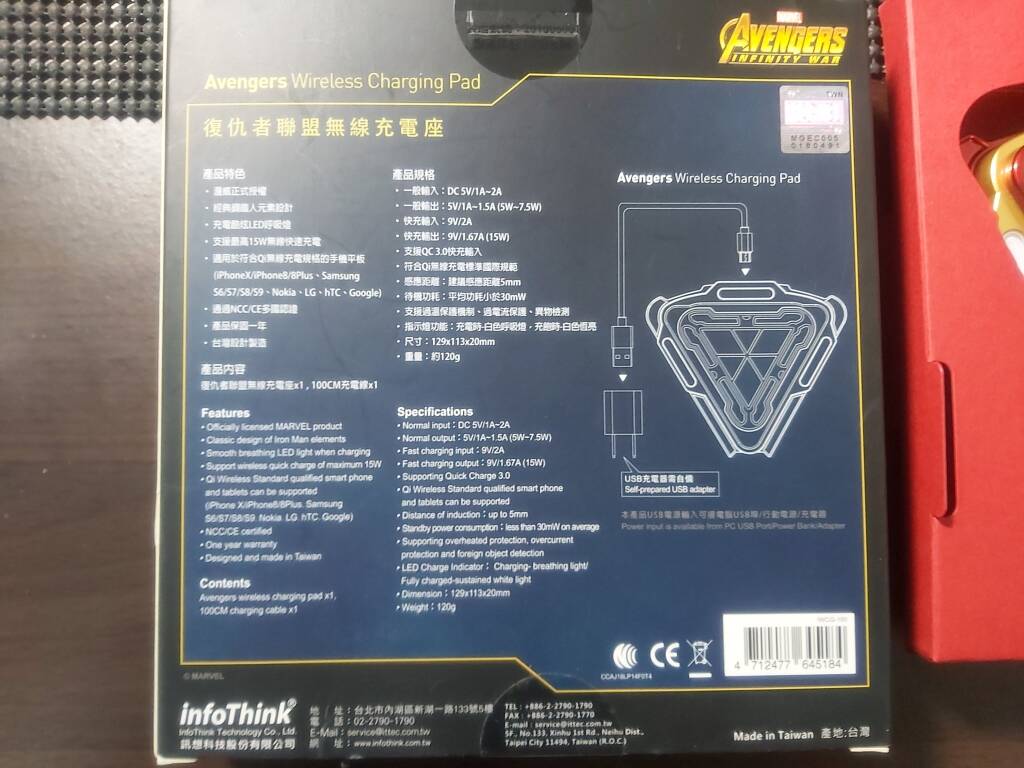 MARVEL
AVENGERS
INFINITY WAR
Avengers Wireless Charging Pad
復仇者聯盟無線充電座
TWN
MGEC005
0180491
產品特色
・漫威正式授權
・經典鋼鐵人元素設計
・充電酷炫LED呼吸燈
・支援最高15W無線快速充電
・適用於符合Qi無線充電規格的手機平板
(iPhoneX/iPhone8/8Plus、Samsung
S6/S7/S8/S9、Nokia、LG、hTC、Google)
・通過NCC/CE多國認證
・產品保固一年
・台灣設計製造
產品內容
復仇者聯盟無線充電座x1，100CM充電線x1
產品規格
・一般輸入：DC 5V/1A~2A
・一般輸出：5V/1A~1.5A (5W~7.5W)
・快充輸入：9V/2A
・快充輸出：9V/1.67A (15W)
・支援QC 3.0快充輸入
・符合Qi無線充電標準國際規範
・感應距離：建議感應距離5mm
・待機功耗：平均功耗小於30mW
・支援過溫保護機制、過電流保護、異物檢測
・指示燈功能：充電時-白色呼吸燈，充飽時-白色恆亮
・尺寸：129x113x20mm
・重量：約120g
Features
・Officially licensed MARVEL product
・Classic design of Iron Man elements
・Smooth breathing LED light when charging
・Support wireless quick charge of maximum 15W
・Qi Wireless Standard qualified smart phone
and tablets can be supported
(iPhone X/iPhone8/8Plus. Samsung
S6/S7/S8/S9. Nokia. LG. hTC. Google)
・NCC/CE certified
・One year warranty
・Designed and made in Taiwan
Contents
Avengers wireless charging pad x1,
100CM charging cable x1
Specifications
・Normal input：DC 5V/1A~2A
・Normal output：5V/1A~1.5A (5W~7.5W)
・Fast charging input：9V/2A
・Fast charging output：9V/1.67A (15W)
・Supporting Quick Charge 3.0
・Qi Wireless Standard qualified smart phone
and tablets can be supported
・Distance of induction：up to 5mm
・Standby power consumption：less than 30mW on average
・Supporting overheated protection, overcurrent
protection and foreign object detection
・LED Charge Indicator： Charging- breathing light/
Fully charged-sustained white light
・Dimension：129x113x20mm
・Weight：120g
Avengers Wireless Charging Pad
USB充電器需自備
Self-prepared USB adapter
本產品USB電源輸入可適電腦USB埠/行動電源/充電器
Power input is available from PC USB Port/Power Bank/Adapter
CCAJ18LP14F0T4
CE
IWCQ-100
4 712477 645184
© MARVEL
infoThink®
InfoThink Technology Co., Ltd.
訊想科技股份有限公司
地 址：台北市內湖區新湖一路133號5樓
電 話：02-2790-1790
E-Mail：service@ittec.com.tw
網 址：www.infothink.com.tw
TEL：+886-2-2790-1790
FAX：+886-2-2790-1770
E-mail：service@ittec.com.tw
5F., No.133, Xinhu 1st Rd., Neihu Dist.,
Taipei City 11494, Taiwan (R.O.C.)
Made in Taiwan 產地:台灣